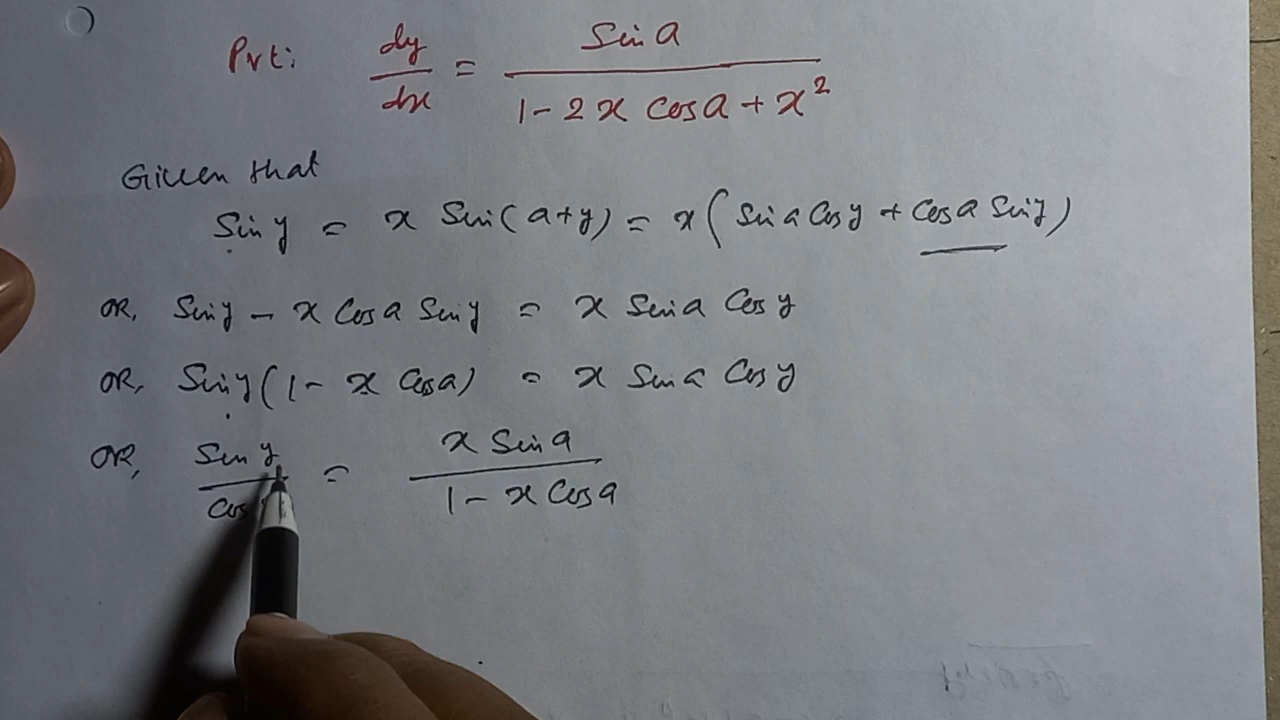 Prt: dy/dx = Sin a / 1 - 2x cos a + x²
Given that
Sin y = x Sin(a+y) = x(Sin a Cos y + Cos a Sin y)
OR, Sin y - x Cos a Sin y = x Sin a Cos y
OR, Sin y (1 - x Cos a) = x Sin a Cos y
OR, Sin y / Cos = x Sin a / 1 - x Cos a